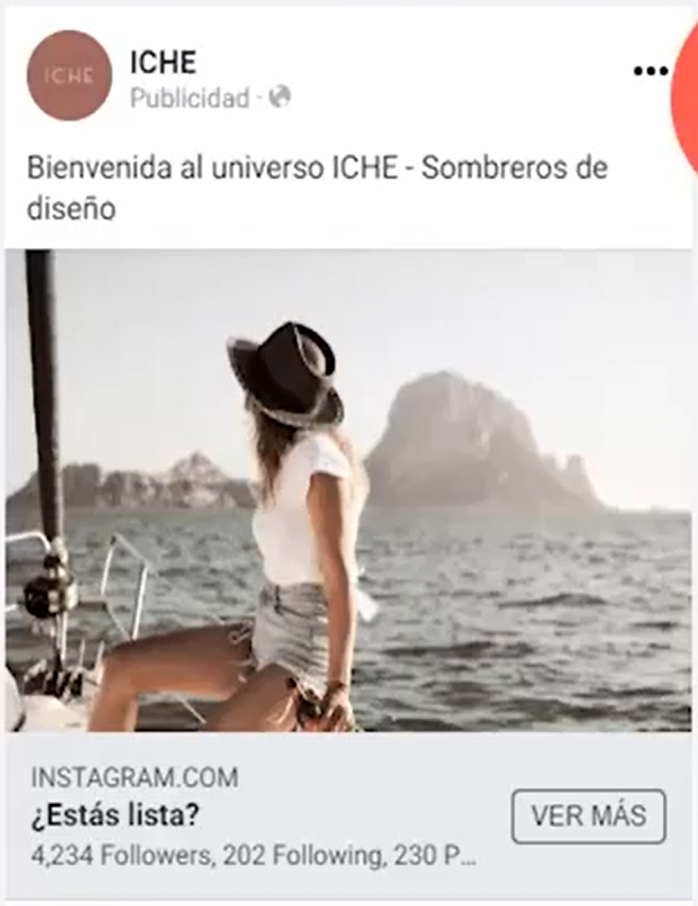 ICHE
ICHE
Publicidad ·
Bienvenida al universo ICHE - Sombreros de
diseño
INSTAGRAM.COM
¿Estás lista?
VER MÁS
4,234 Followers, 202 Following, 230 P...